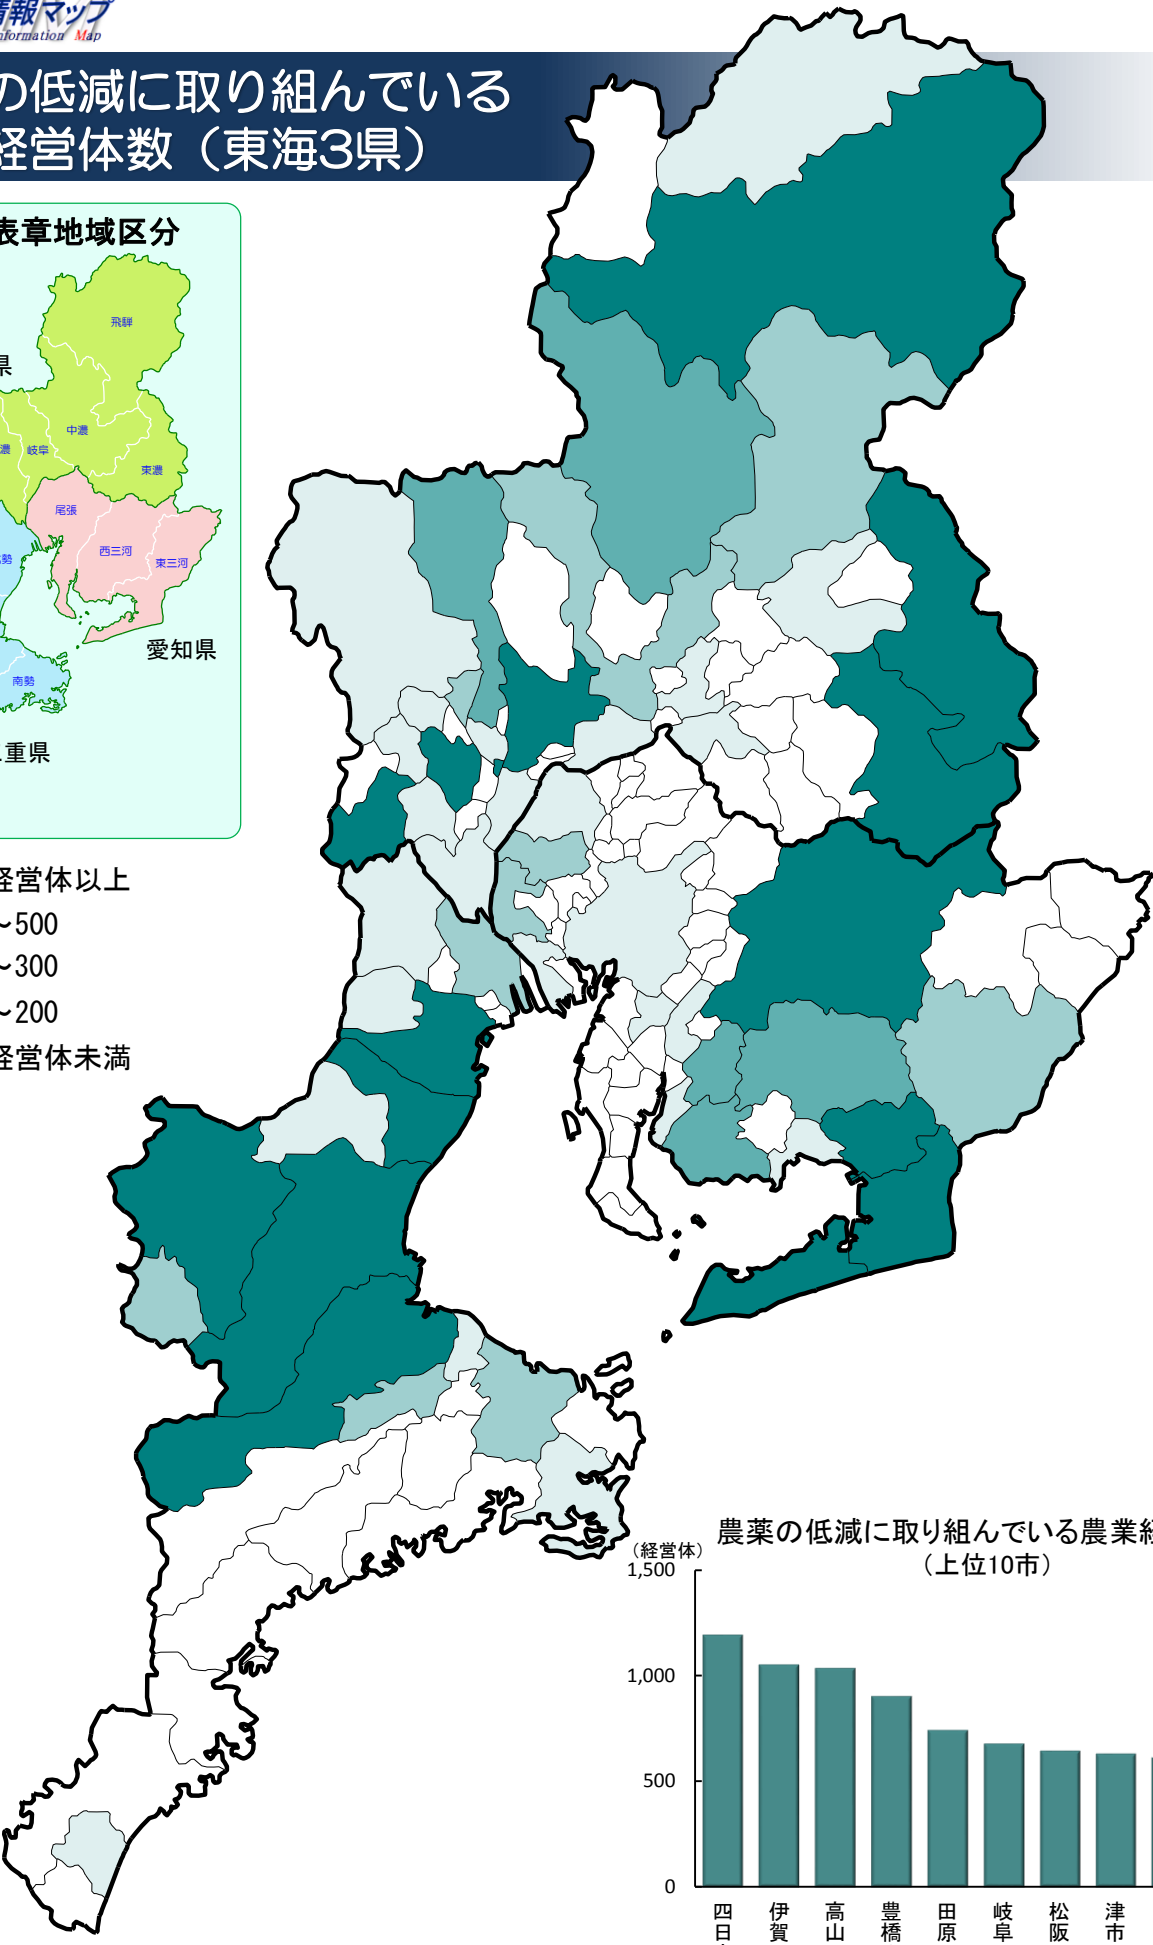 情報マップ
Information Map
の低減に取り組んでいる
経営体数（東海3県）
表章地域区分
飛騨
県
中濃
濃
岐阜
東濃
尾張
勢
西三河
東三河
愛知県
南勢
重県
経営体以上
～500
～300
～200
経営体未満
農薬の低減に取り組んでいる農業経
（上位10市）
（経営体）
1,500
1,000
500
0
四日
伊賀
高山
豊橋
田原
岐阜
松阪
津市